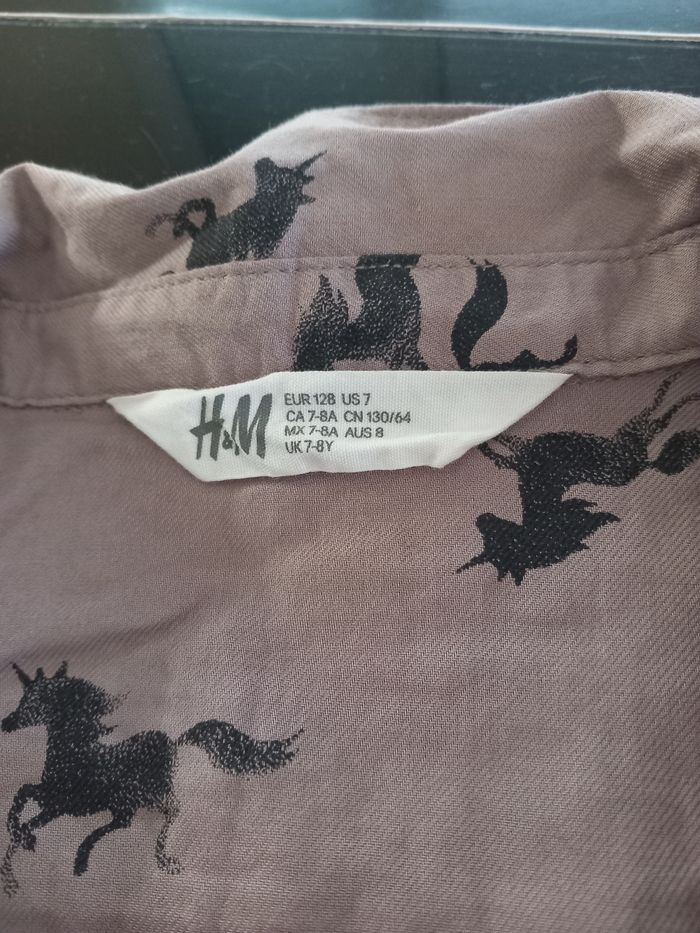 H&M
EUR 128 US 7
CA 7-8A CN 130/64
MX 7-8A AUS 8
UK 7-8Y